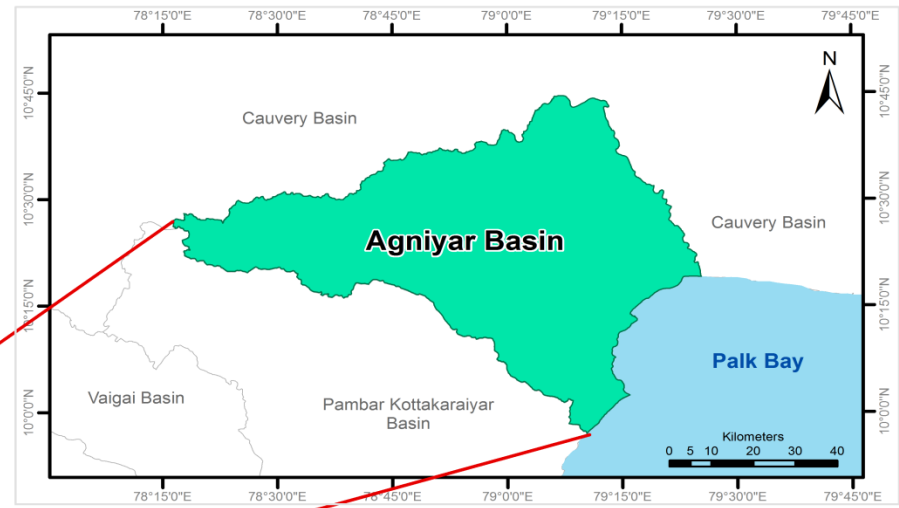 78°15'0"E 78°30'0"E 78°45'0"E 79°00'0"E 79°15'0"E 79°30'0"E 79°45'0"E
N
10°45'0"N 10°45'0"N
Cauvery Basin
10°30'0"N 10°30'0"N
Cauvery Basin
Agniyar Basin
10°15'0"N 10°15'0"N
Palk Bay
Vaigai Basin
Pambar Kottakaraiyar
Basin
10°0'0"N 10°0'0"N
Kilometers
0 5 10 20 30 40
78°15'0"E 78°30'0"E 78°45'0"E 79°00'0"E 79°15'0"E 79°30'0"E 79°45'0"E